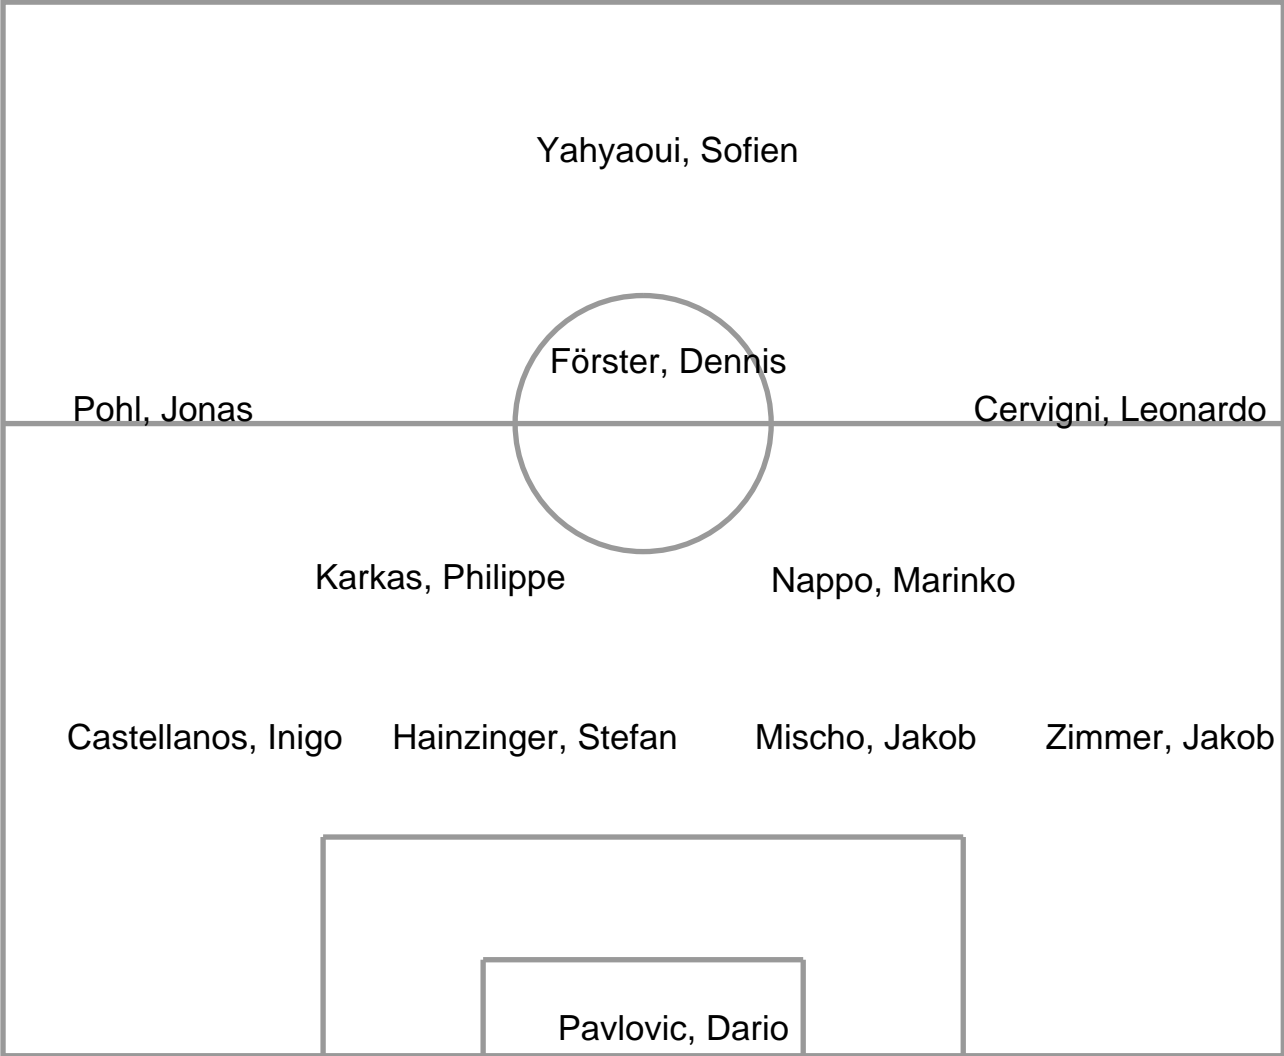 Yahyaoui, Sofien
Förster, Dennis
Pohl, Jonas
Cervigni, Leonardo
Karkas, Philippe
Nappo, Marinko
Castellanos, Inigo
Hainzinger, Stefan
Mischo, Jakob
Zimmer, Jakob
Pavlovic, Dario